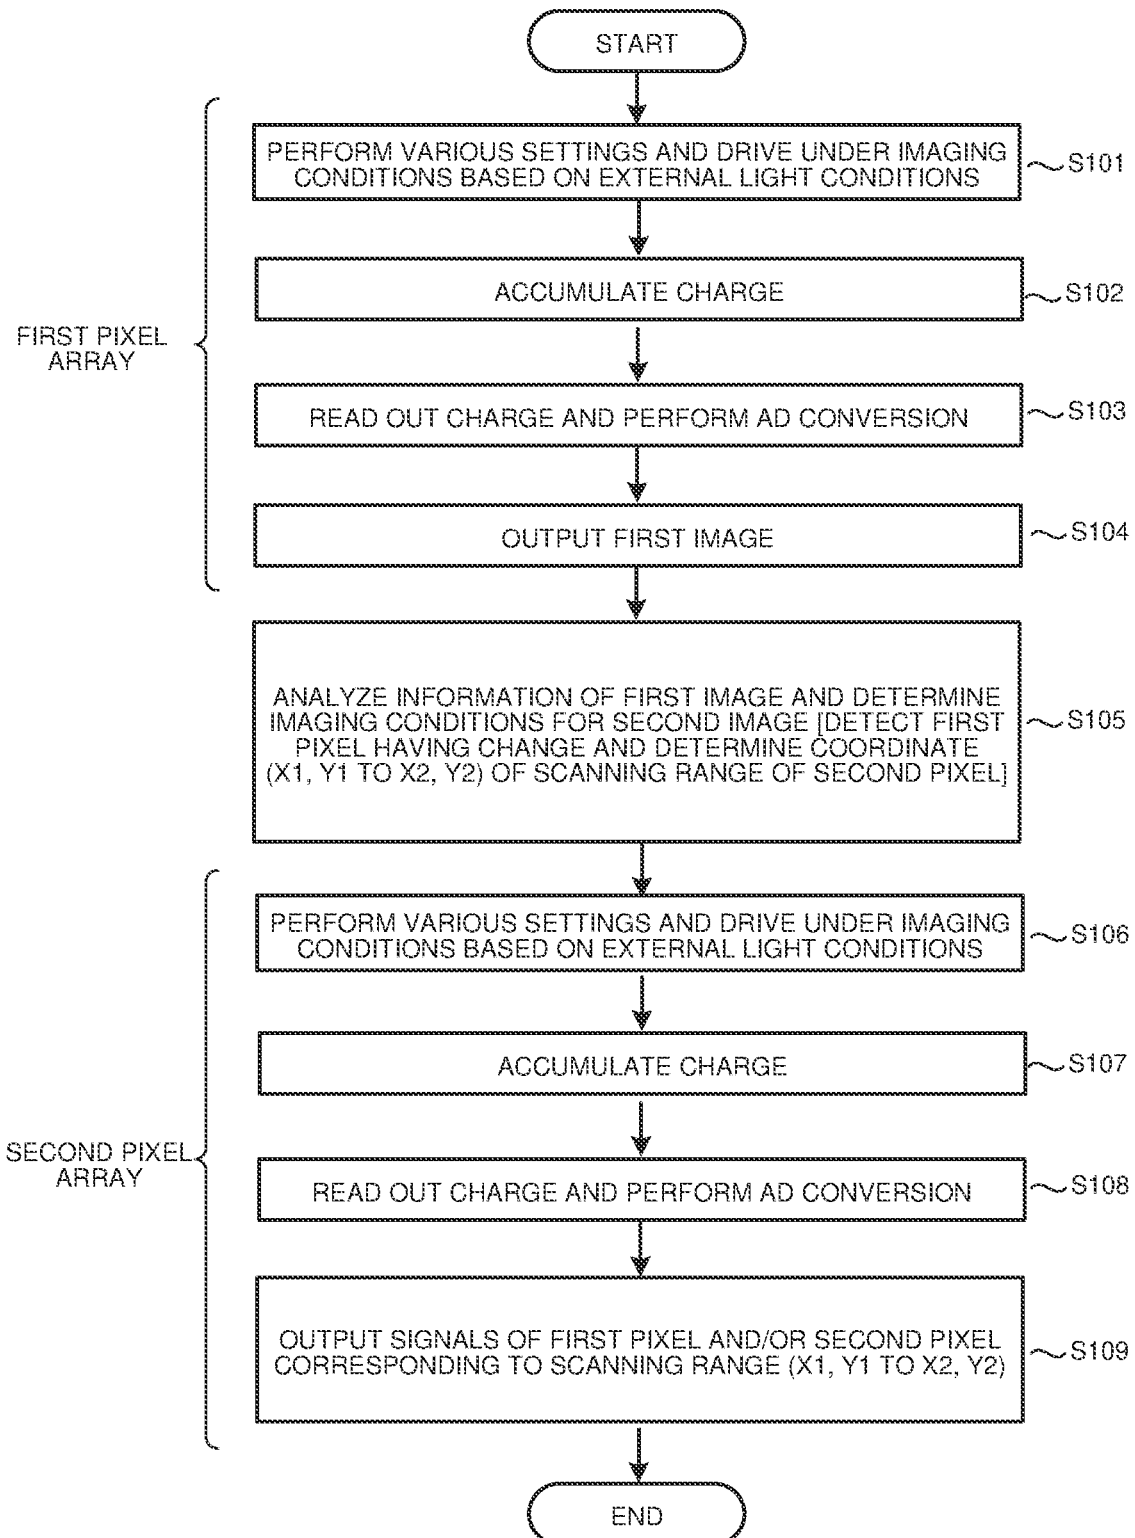 START
PERFORM VARIOUS SETTINGS AND DRIVE UNDER IMAGING
CONDITIONS BASED ON EXTERNAL LIGHT CONDITIONS
S101
ACCUMULATE CHARGE
S102
FIRST PIXEL
ARRAY
READ OUT CHARGE AND PERFORM AD CONVERSION
S103
OUTPUT FIRST IMAGE
S104
ANALYZE INFORMATION OF FIRST IMAGE AND DETERMINE
IMAGING CONDITIONS FOR SECOND IMAGE [DETECT FIRST
PIXEL HAVING CHANGE AND DETERMINE COORDINATE
(X1, Y1 TO X2, Y2) OF SCANNING RANGE OF SECOND PIXEL]
S105
PERFORM VARIOUS SETTINGS AND DRIVE UNDER IMAGING
CONDITIONS BASED ON EXTERNAL LIGHT CONDITIONS
S106
ACCUMULATE CHARGE
S107
SECOND PIXEL
ARRAY
READ OUT CHARGE AND PERFORM AD CONVERSION
S108
OUTPUT SIGNALS OF FIRST PIXEL AND/OR SECOND PIXEL
CORRESPONDING TO SCANNING RANGE (X1, Y1 TO X2, Y2)
S109
END